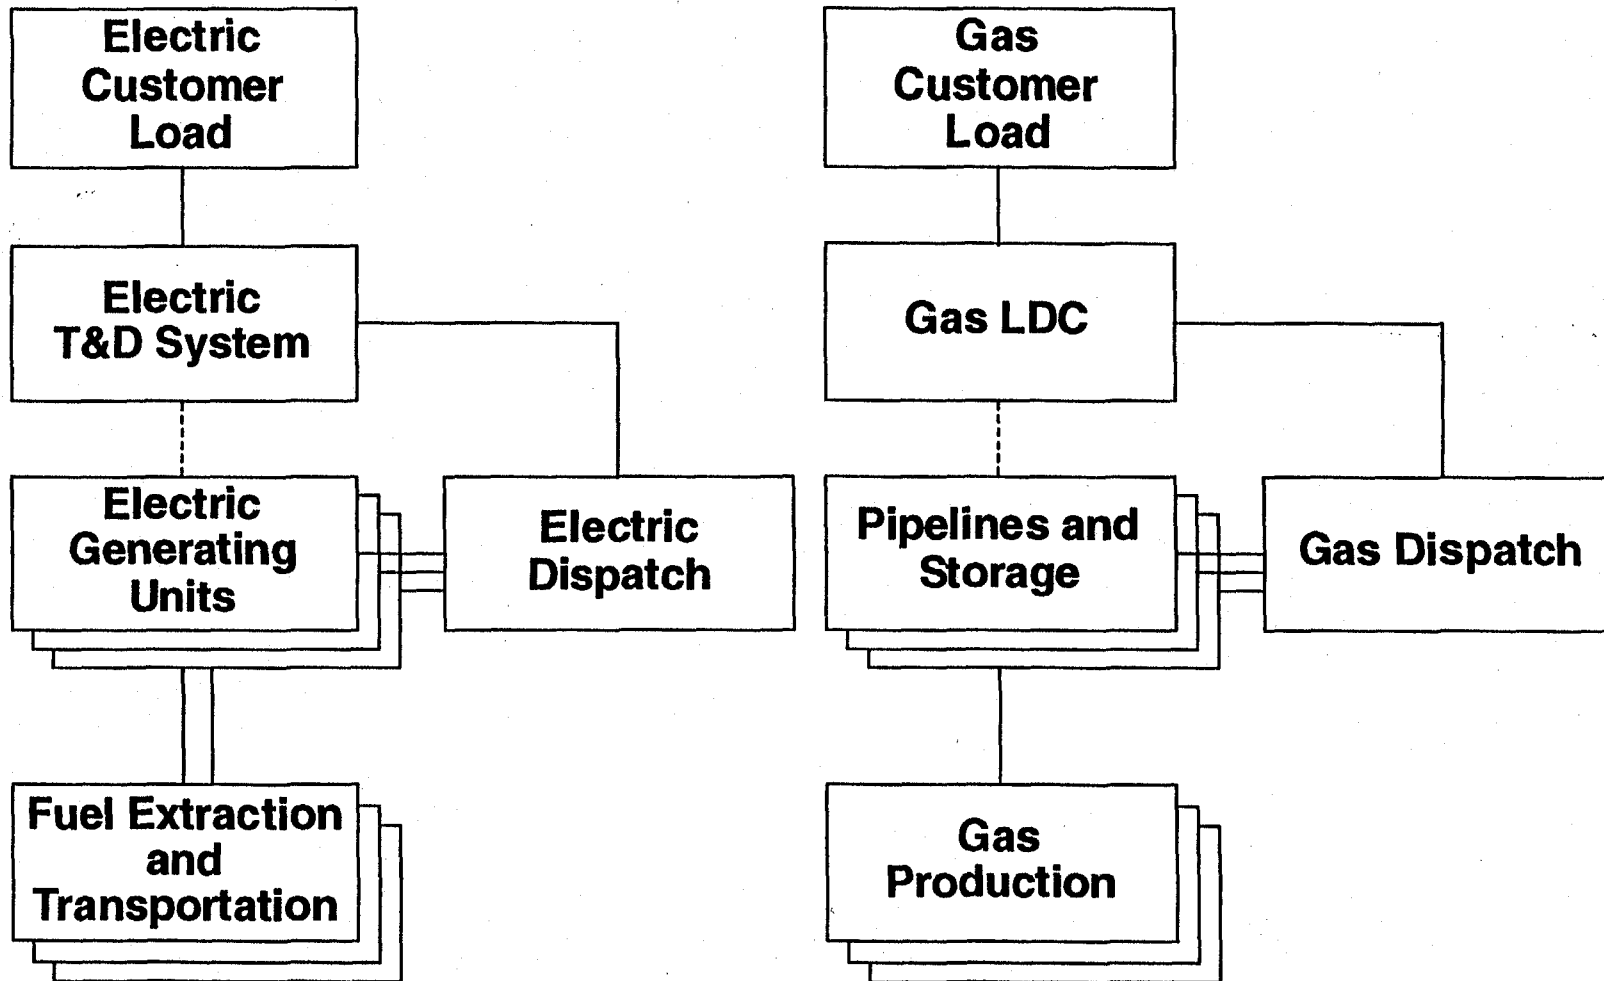 Electric
Customer
Load
Gas
Customer
Load
Electric
T&D System
Gas LDC
Electric
Generating
Units
Electric
Dispatch
Pipelines and
Storage
Gas Dispatch
Fuel Extraction
and
Transportation
Gas
Production